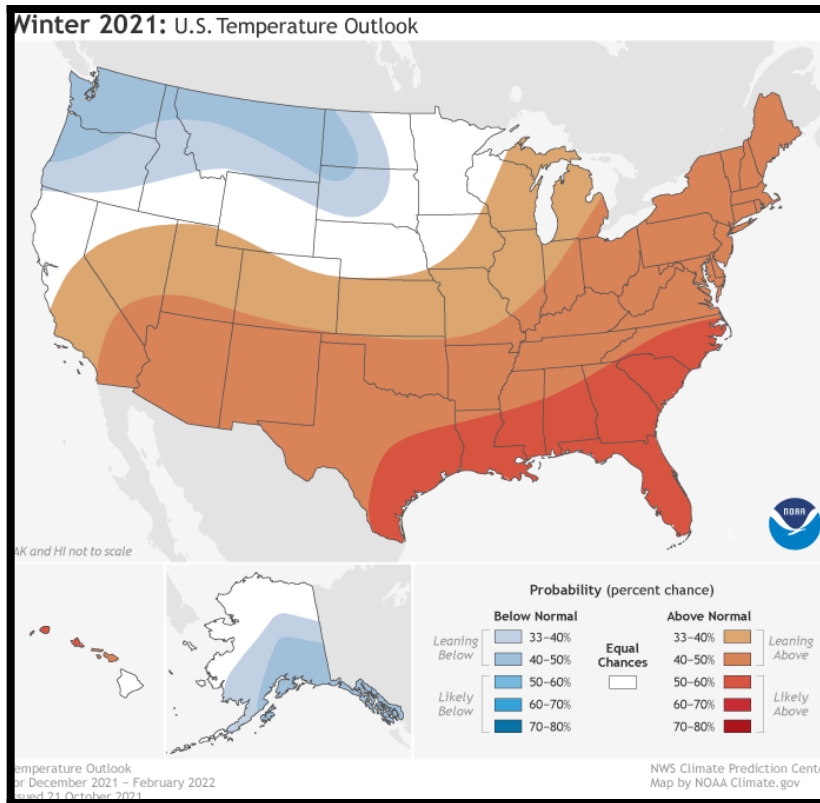 Winter 2021: U.S. Temperature Outlook
AK and HI not to scale
NOAA
Probability (percent chance)
Below Normal
Above Normal
Leaning Below
33–40%
40–50%
Likely Below
50–60%
60–70%
70–80%
Equal Chances
33–40%
40–50%
Leaning Above
50–60%
60–70%
70–80%
Likely Above
emperature Outlook
or December 2021 – February 2022
ssued 21 October 2021
NWS Climate Prediction Cente
Map by NOAA Climate.gov